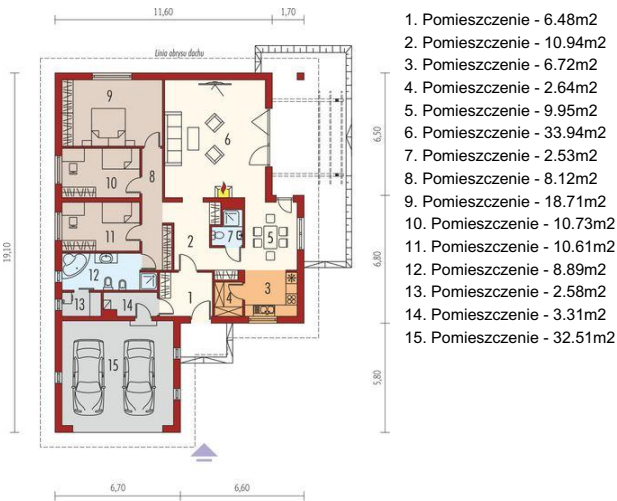 11,60 1,70
Linia obrysu dachu
1. Pomieszczenie - 6.48m2
2. Pomieszczenie - 10.94m2
3. Pomieszczenie - 6.72m2
4. Pomieszczenie - 2.64m2
5. Pomieszczenie - 9.95m2
6. Pomieszczenie - 33.94m2
7. Pomieszczenie - 2.53m2
8. Pomieszczenie - 8.12m2
9. Pomieszczenie - 18.71m2
10. Pomieszczenie - 10.73m2
11. Pomieszczenie - 10.61m2
12. Pomieszczenie - 8.89m2
13. Pomieszczenie - 2.58m2
14. Pomieszczenie - 3.31m2
15. Pomieszczenie - 32.51m2
9
6
6,50
10
8
11
2
7
5
19,10
6,80
12
3
13
14
1
4
15
5,80
6,70 6,60